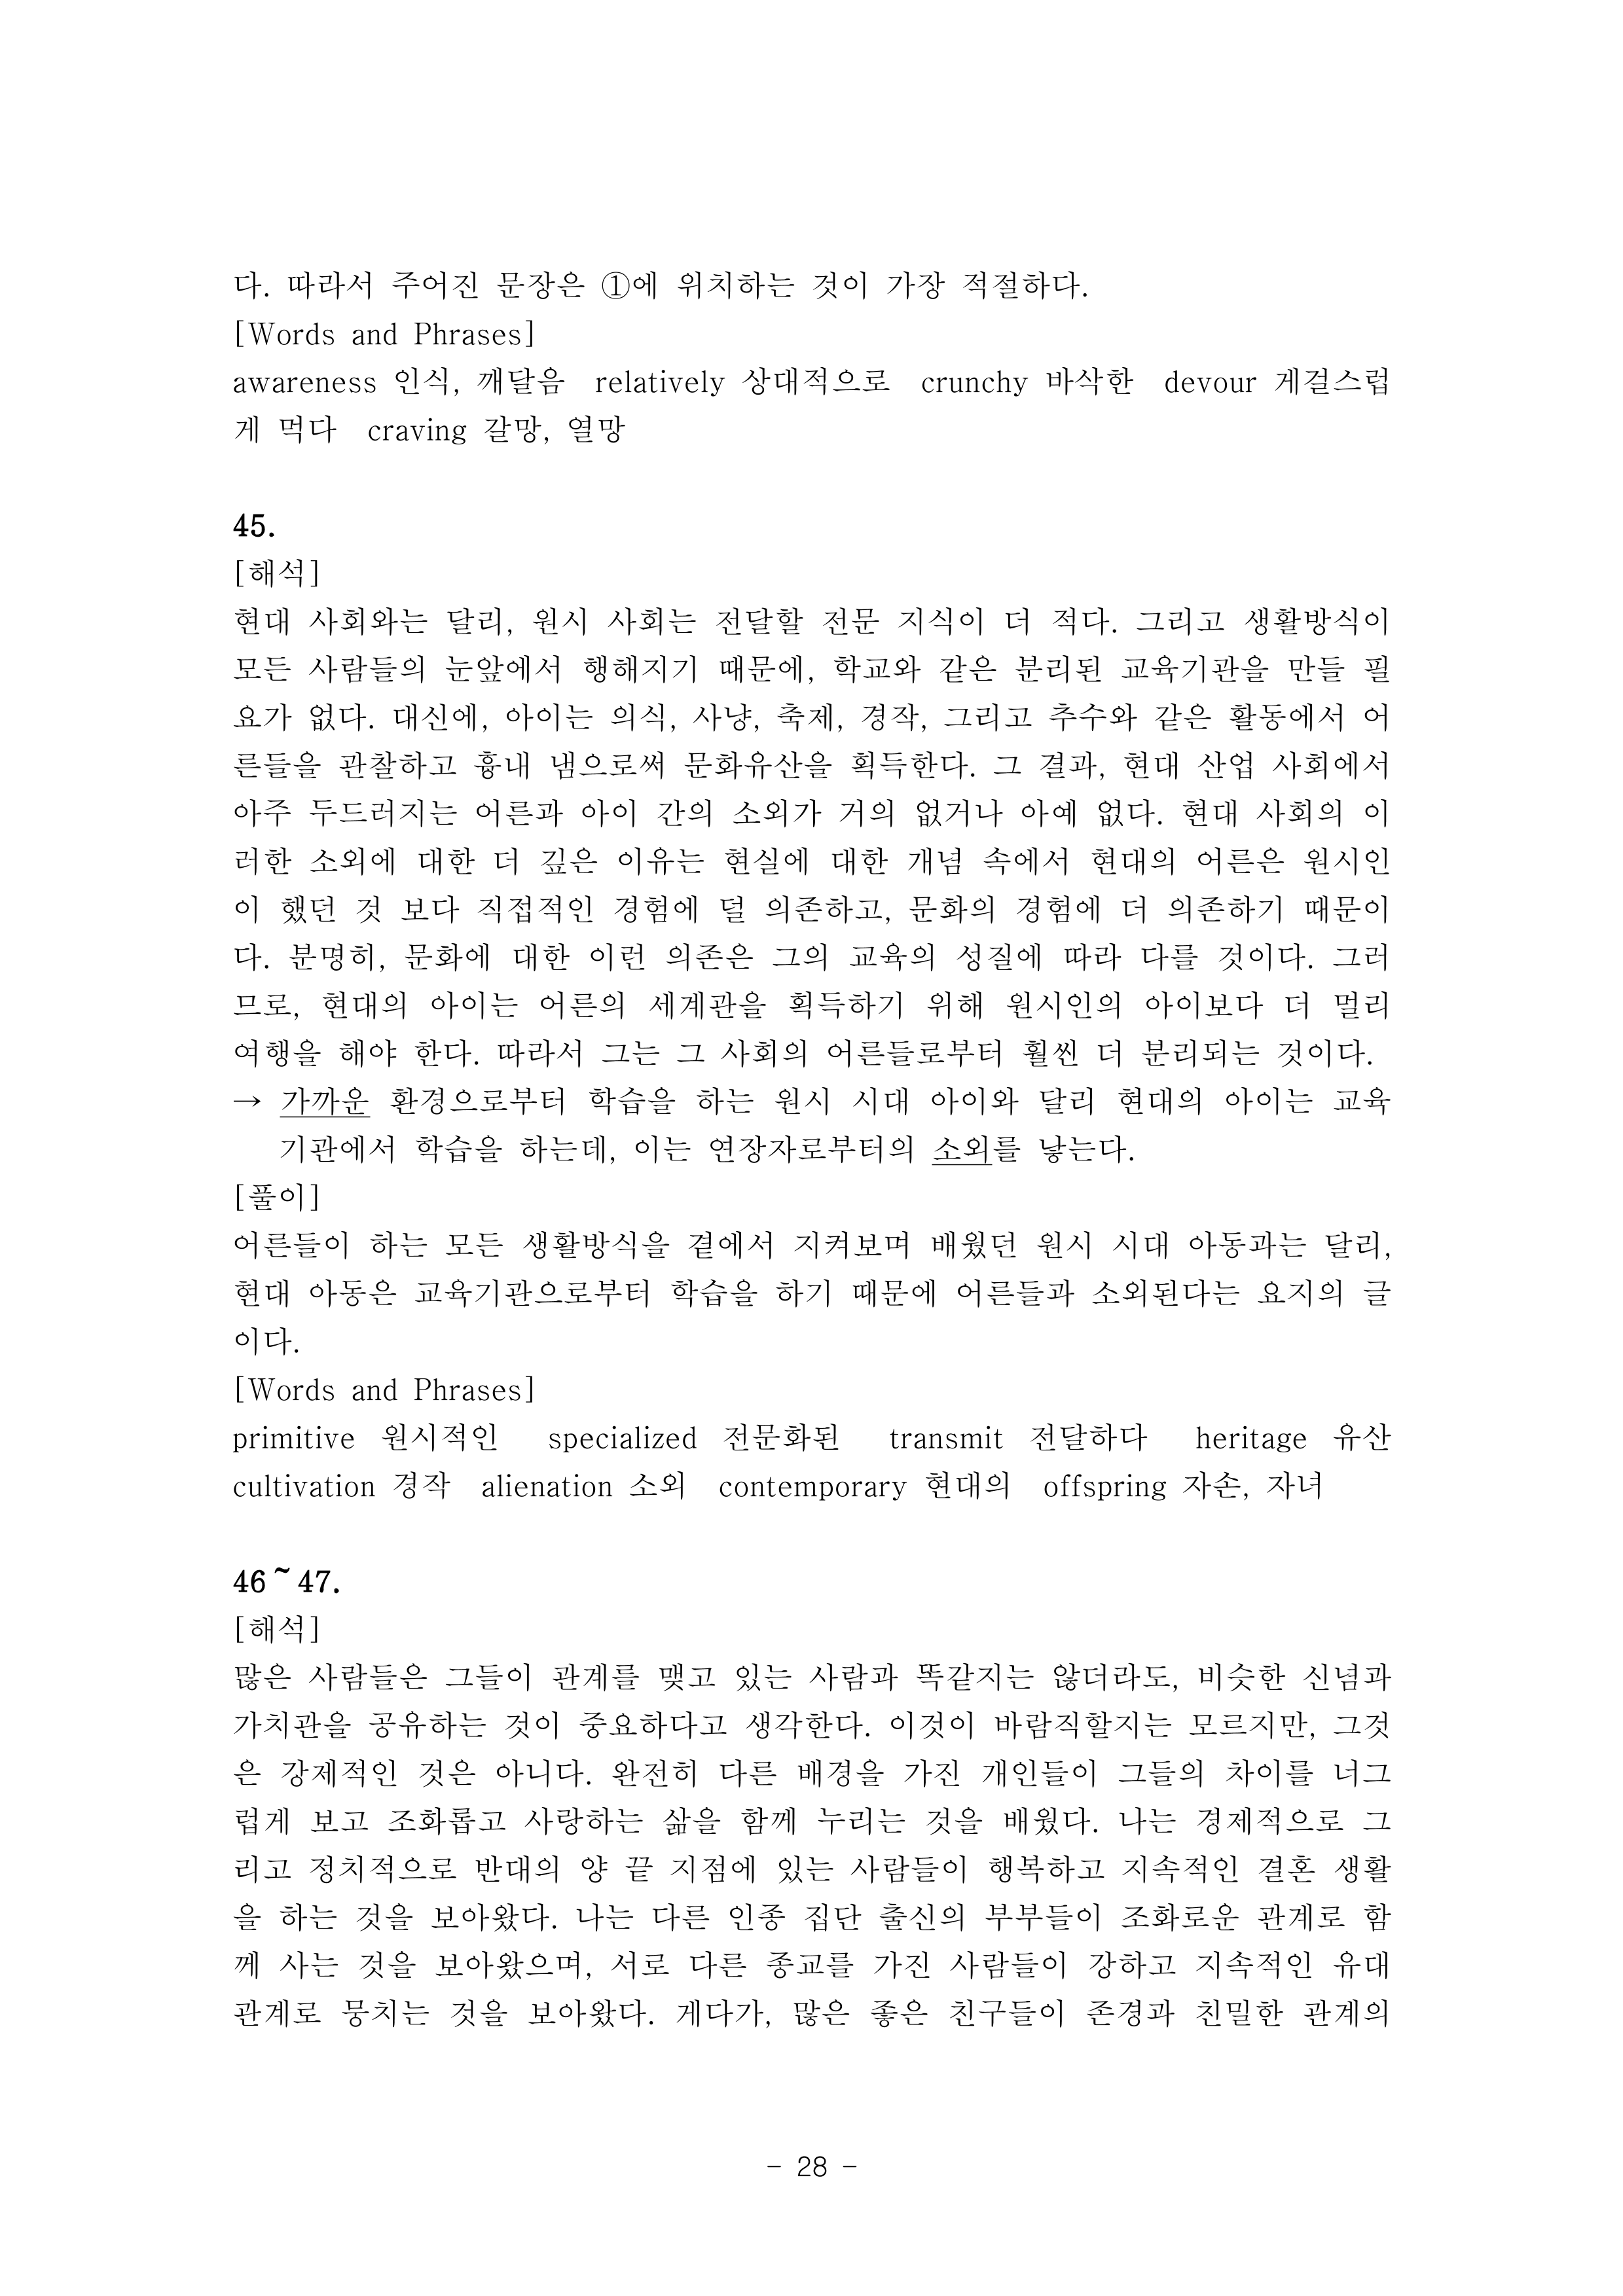 다. 따라서 주어진 문장은 ①에 위치하는 것이 가장 적절하다.
[Words and Phrases]
awareness 인식, 깨달음 relatively 상대적으로 crunchy 바삭한 devour 게걸스럽
게 먹다 craving 갈망, 열망
45.
[해석]
현대 사회와는 달리, 원시 사회는 전달할 전문 지식이 더 적다. 그리고 생활방식이
모든 사람들의 눈앞에서 행해지기 때문에, 학교와 같은 분리된 교육기관을 만들 필
요가 없다. 대신에, 아이는 의식, 사냥, 축제, 경작, 그리고 추수와 같은 활동에서 어
른들을 관찰하고 흉내 냄으로써 문화유산을 획득한다. 그 결과, 현대 산업 사회에서
아주 두드러지는 어른과 아이 간의 소외가 거의 없거나 아예 없다. 현대 사회의 이
러한 소외에 대한 더 깊은 이유는 현실에 대한 개념 속에서 현대의 어른은 원시인
이 했던 것 보다 직접적인 경험에 덜 의존하고, 문화의 경험에 더 의존하기 때문이
다. 분명히, 문화에 대한 이런 의존은 그의 교육의 성질에 따라 다를 것이다. 그러
므로, 현대의 아이는 어른의 세계관을 획득하기 위해 원시인의 아이보다 더 멀리
여행을 해야 한다. 따라서 그는 그 사회의 어른들로부터 훨씬 더 분리되는 것이다.
→ 가까운 환경으로부터 학습을 하는 원시 시대 아이와 달리 현대의 아이는 교육
기관에서 학습을 하는데, 이는 연장자로부터의 소외를 낳는다.
[풀이]
어른들이 하는 모든 생활방식을 곁에서 지켜보며 배웠던 원시 시대 아동과는 달리,
현대 아동은 교육기관으로부터 학습을 하기 때문에 어른들과 소외된다는 요지의 글
이다.
[Words and Phrases]
primitive 원시적인 specialized 전문화된 transmit 전달하다 heritage 유산
cultivation 경작 alienation 소외 contemporary 현대의 offspring 자손, 자녀
46~47.
[해석]
많은 사람들은 그들이 관계를 맺고 있는 사람과 똑같지는 않더라도, 비슷한 신념과
가치관을 공유하는 것이 중요하다고 생각한다. 이것이 바람직할지는 모르지만, 그것
은 강제적인 것은 아니다. 완전히 다른 배경을 가진 개인들이 그들의 차이를 너그
럽게 보고 조화롭고 사랑하는 삶을 함께 누리는 것을 배웠다. 나는 경제적으로 그
리고 정치적으로 반대의 양 끝 지점에 있는 사람들이 행복하고 지속적인 결혼 생활
을 하는 것을 보아왔다. 나는 다른 인종 집단 출신의 부부들이 조화로운 관계로 함
께 사는 것을 보아왔으며, 서로 다른 종교를 가진 사람들이 강하고 지속적인 유대
관계로 뭉치는 것을 보아왔다. 게다가, 많은 좋은 친구들이 존경과 친밀한 관계의
- 28 -